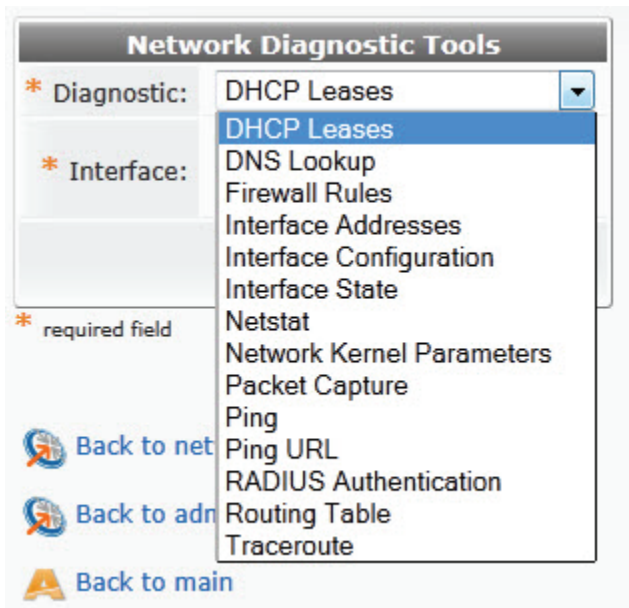 Network Diagnostic Tools
* Diagnostic: DHCP Leases
DHCP Leases
DNS Lookup
* Interface:
Firewall Rules
Interface Addresses
Interface Configuration
Interface State
Netstat
* required field
Network Kernel Parameters
Packet Capture
Ping
Back to net
Ping URL
RADIUS Authentication
Back to adm
Routing Table
Traceroute
Back to main